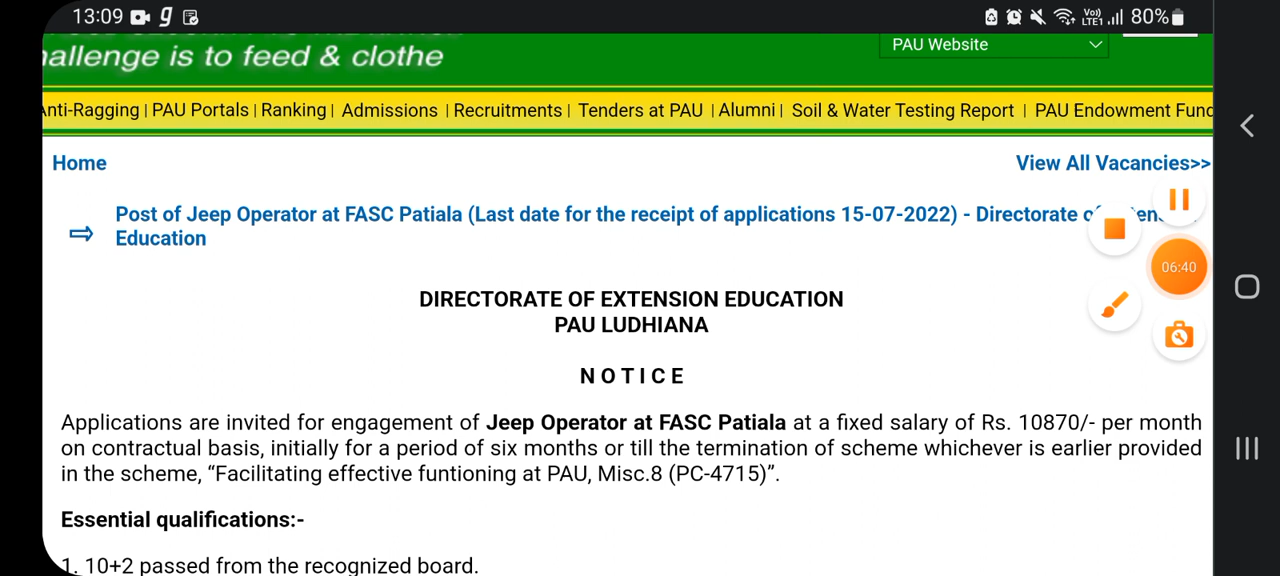 13:09 80%
allenge is to feed & clothe
PAU Website
nti-Ragging | PAU Portals | Ranking | Admissions | Recruitments | Tenders at PAU | Alumni | Soil & Water Testing Report | PAU Endowment Fund
Home View All Vacancies>>
Post of Jeep Operator at FASC Patiala (Last date for the receipt of applications 15-07-2022) - Directorate
Education
06:40
DIRECTORATE OF EXTENSION EDUCATION
PAU LUDHIANA
NOTICE
Applications are invited for engagement of Jeep Operator at FASC Patiala at a fixed salary of Rs. 10870/- per month
on contractual basis, initially for a period of six months or till the termination of scheme whichever is earlier provided
in the scheme, “Facilitating effective funtioning at PAU, Misc.8 (PC-4715)”.
Essential qualifications:-
1. 10+2 passed from the recognized board.